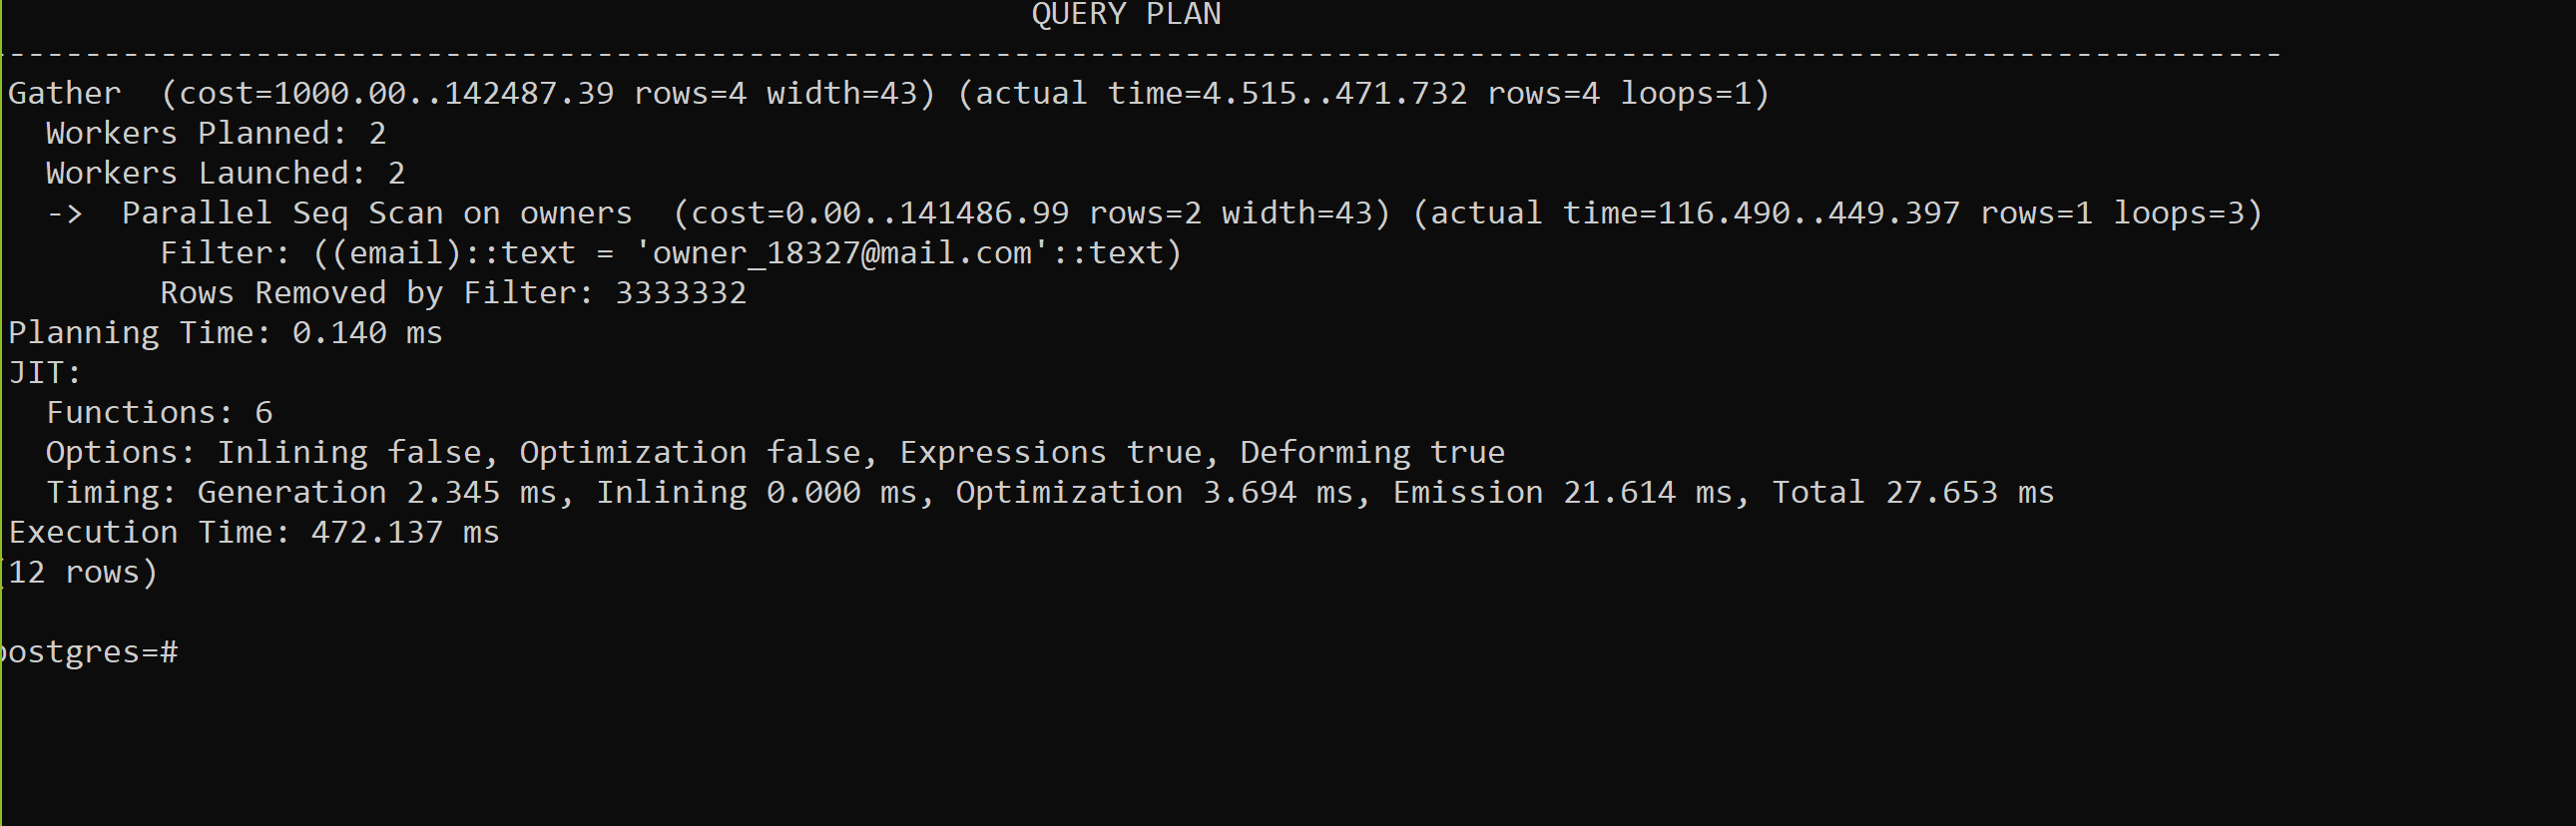 QUERY PLAN
------------------------------------------------------------------------------------------------------------------------
Gather  (cost=1000.00..142487.39 rows=4 width=43) (actual time=4.515..471.732 rows=4 loops=1)
  Workers Planned: 2
  Workers Launched: 2
  ->  Parallel Seq Scan on owners  (cost=0.00..141486.99 rows=2 width=43) (actual time=116.490..449.397 rows=1 loops=3)
        Filter: ((email)::text = 'owner_18327@mail.com'::text)
        Rows Removed by Filter: 3333332
Planning Time: 0.140 ms
JIT:
  Functions: 6
  Options: Inlining false, Optimization false, Expressions true, Deforming true
  Timing: Generation 2.345 ms, Inlining 0.000 ms, Optimization 3.694 ms, Emission 21.614 ms, Total 27.653 ms
Execution Time: 472.137 ms
(12 rows)
postgres=#